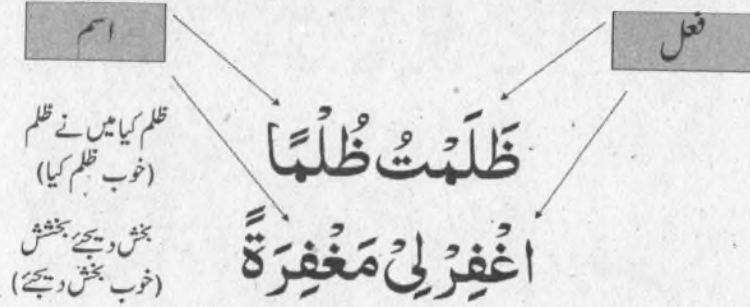 فعل
اسم
ظَلَمْتُ ظُلْمًا
ظلم کیا میں نے ظلم
(خوب ظلم کیا)
اغْفِرْ لِیْ مَغْفِرَةً
بخش دیجئے بخشش
(خوب بخش دیجئے)